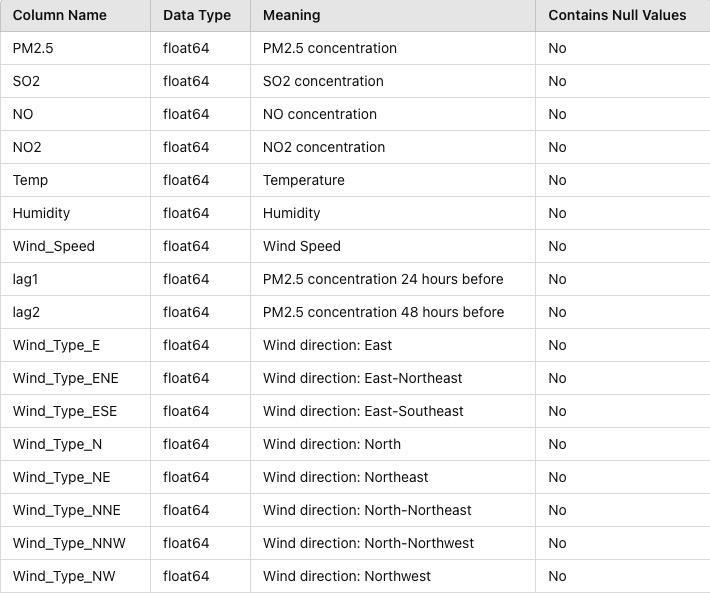 Column Name Data Type Meaning Contains Null Values
PM2.5 float64 PM2.5 concentration No
SO2 float64 SO2 concentration No
NO float64 NO concentration No
NO2 float64 NO2 concentration No
Temp float64 Temperature No
Humidity float64 Humidity No
Wind_Speed float64 Wind Speed No
lag1 float64 PM2.5 concentration 24 hours before No
lag2 float64 PM2.5 concentration 48 hours before No
Wind_Type_E float64 Wind direction: East No
Wind_Type_ENE float64 Wind direction: East-Northeast No
Wind_Type_ESE float64 Wind direction: East-Southeast No
Wind_Type_N float64 Wind direction: North No
Wind_Type_NE float64 Wind direction: Northeast No
Wind_Type_NNE float64 Wind direction: North-Northeast No
Wind_Type_NNW float64 Wind direction: North-Northwest No
Wind_Type_NW float64 Wind direction: Northwest No